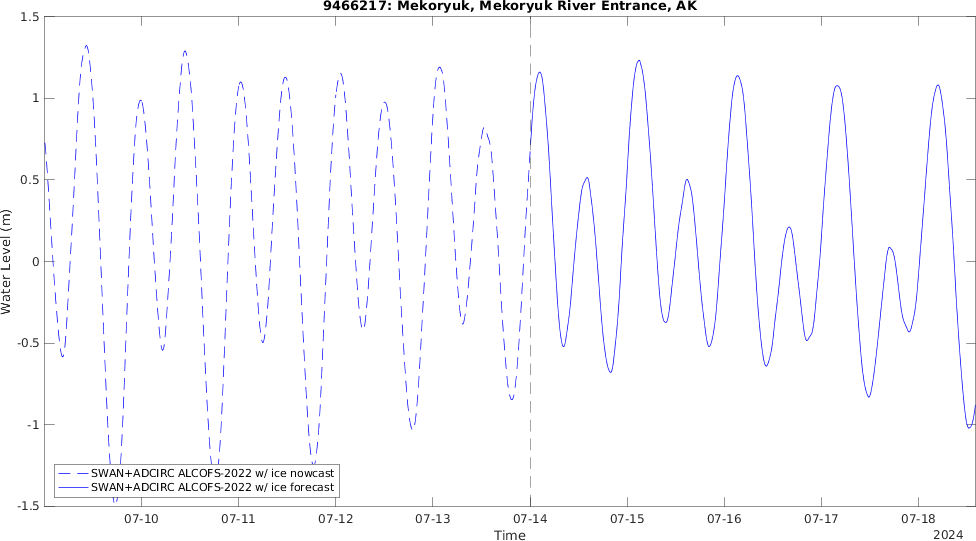 9466217: Mekoryuk, Mekoryuk River Entrance, AK
Water Level (m)
1.5
1
0.5
0
-0.5
-1
-1.5
SWAN+ADCIRC ALCOFS-2022 w/ ice nowcast
SWAN+ADCIRC ALCOFS-2022 w/ ice forecast
07-10 07-11 07-12 07-13 07-14 07-15 07-16 07-17 07-18
Time
2024